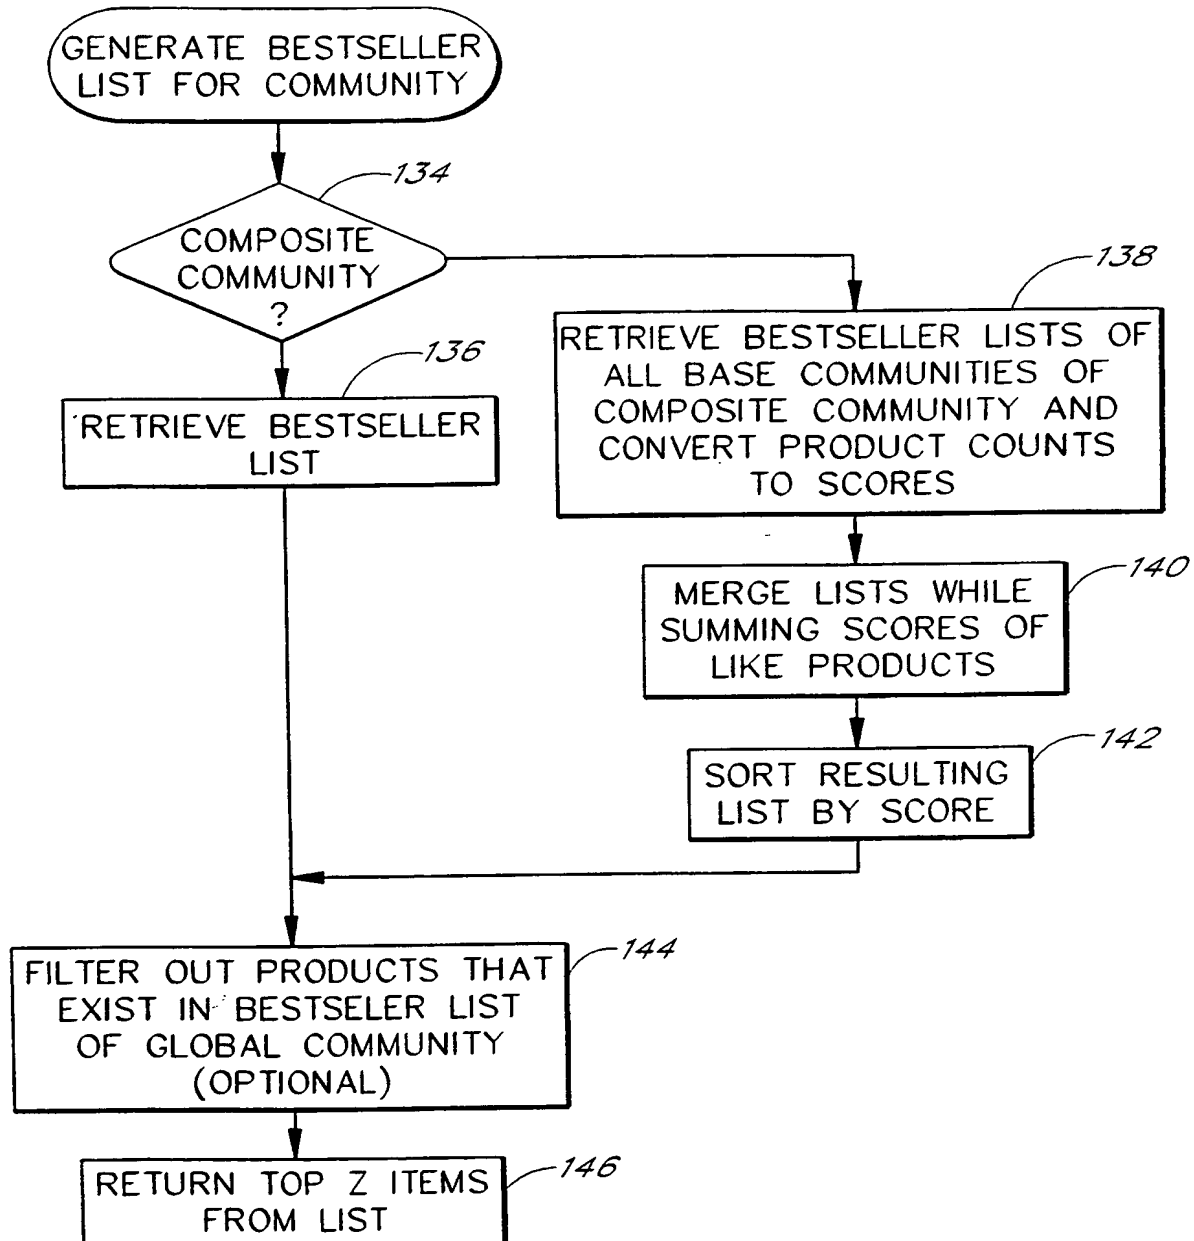 GENERATE BESTSELLER
LIST FOR COMMUNITY
134
COMPOSITE
COMMUNITY
?
136
RETRIEVE BESTSELLER
LIST
138
RETRIEVE BESTSELLER LISTS OF
ALL BASE COMMUNITIES OF
COMPOSITE COMMUNITY AND
CONVERT PRODUCT COUNTS
TO SCORES
140
MERGE LISTS WHILE
SUMMING SCORES OF
LIKE PRODUCTS
142
SORT RESULTING
LIST BY SCORE
144
FILTER OUT PRODUCTS THAT
EXIST IN BESTSELER LIST
OF GLOBAL COMMUNITY
(OPTIONAL)
146
RETURN TOP Z ITEMS
FROM LIST